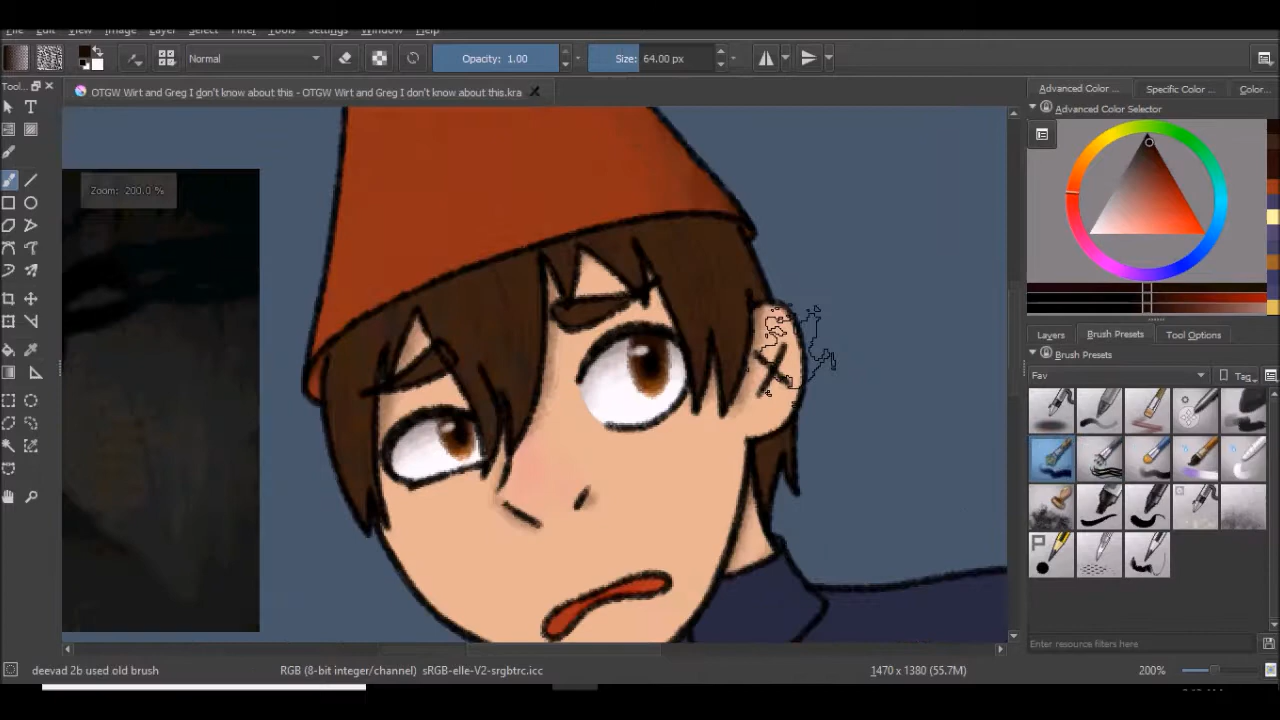 File Edit View Image Layer Select Filter Tools Settings Window Help
Normal Opacity: 1.00 Size: 64.00 px
Tool...
OTGW Wirt and Greg I don't know about this - OTGW Wirt and Greg I don't know about this.kra
Advanced Color ... Specific Color ... Color...
Advanced Color Selector
Zoom: 200.0 %
Layers Brush Presets Tool Options
Brush Presets
Fav Tag
P
Enter resource filters here
deevad 2b used old brush RGB (8-bit integer/channel) sRGB-elle-V2-srgbtrc.icc 1470 x 1380 (55.7M) 200%